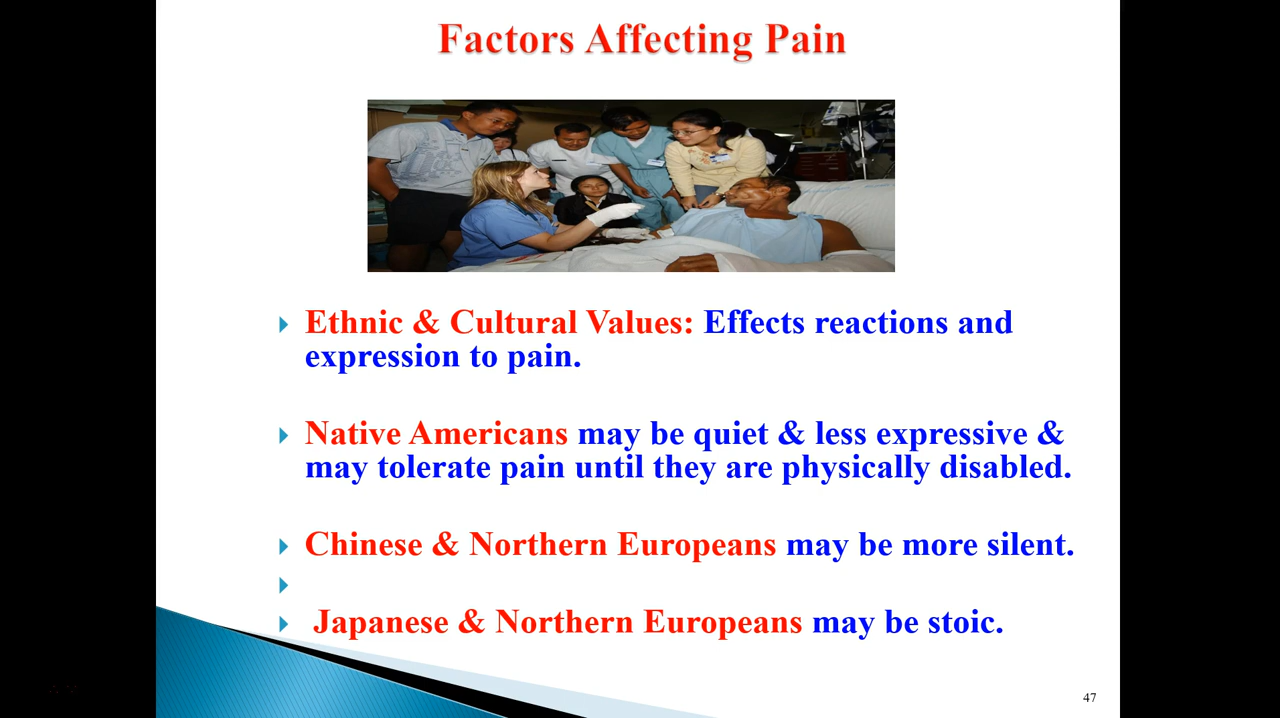 Factors Affecting Pain
Ethnic & Cultural Values: Effects reactions and
expression to pain.
Native Americans may be quiet & less expressive &
may tolerate pain until they are physically disabled.
Chinese & Northern Europeans may be more silent.
Japanese & Northern Europeans may be stoic.
47